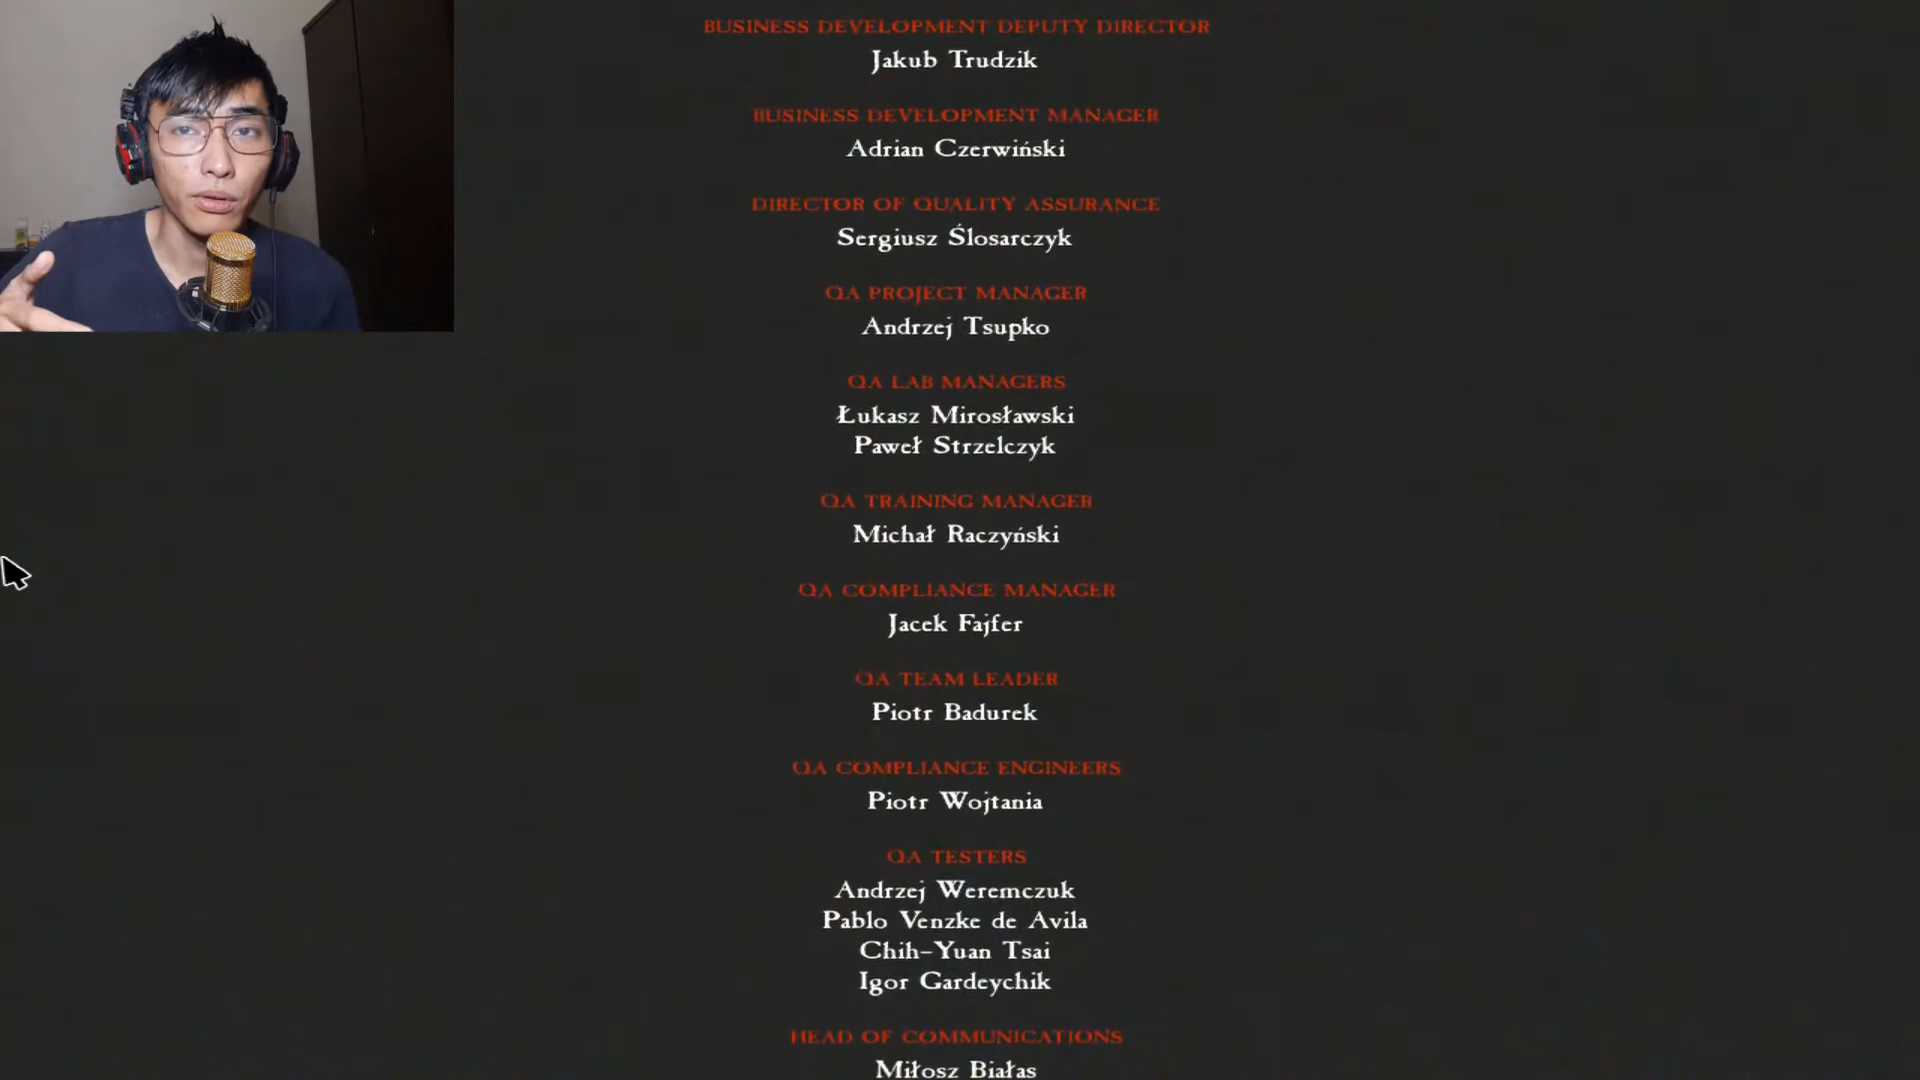 BUSINESS DEVELOPMENT DEPUTY DIRECTOR
Jakub Trudzik
BUSINESS DEVELOPMENT MANAGER
Adrian Czerwiński
DIRECTOR OF QUALITY ASSURANCE
Sergiusz Ślosarczyk
QA PROJECT MANAGER
Andrzej Tsupko
QA LAB MANAGERS
Łukasz Mirosławski
Paweł Strzelczyk
QA TRAINING MANAGER
Michał Raczyński
QA COMPLIANCE MANAGER
Jacek Fajfer
QA TEAM LEADER
Piotr Badurek
QA COMPLIANCE ENGINEERS
Piotr Wojtania
QA TESTERS
Andrzej Weremczuk
Pablo Venzke de Avila
Chih-Yuan Tsai
Igor Gardeychik
HEAD OF COMMUNICATIONS
Miłosz Białas